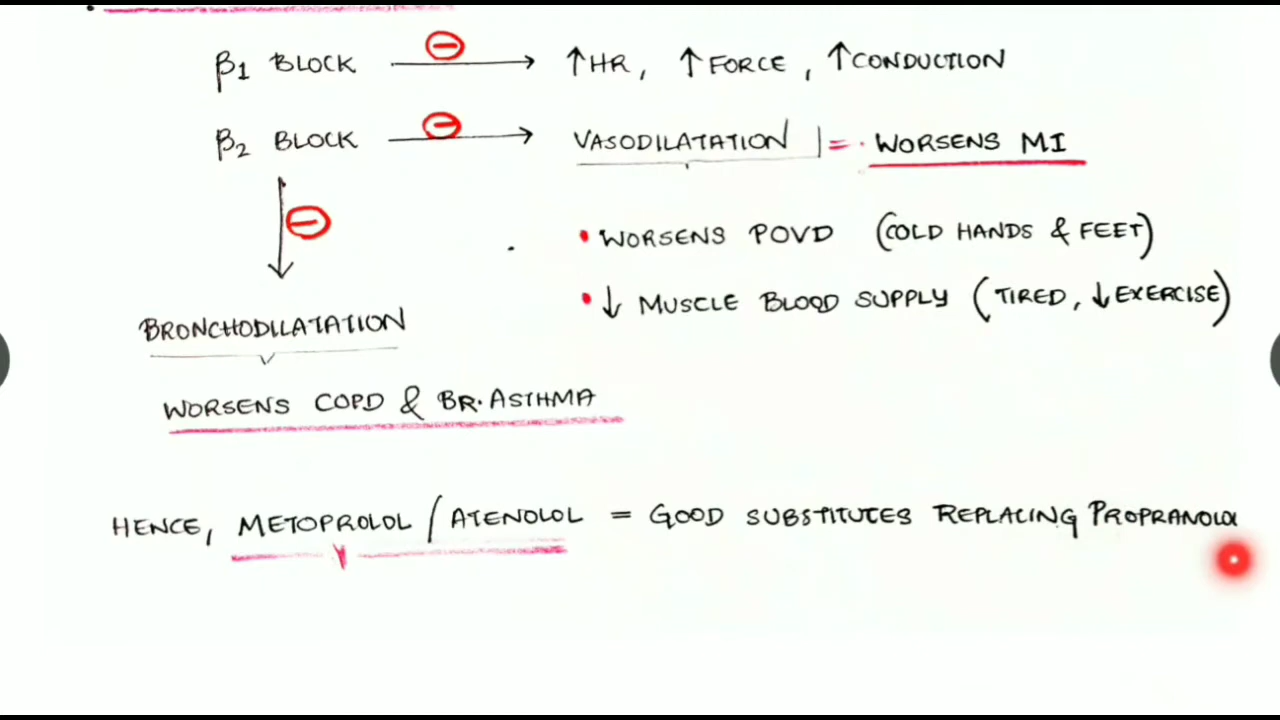 β1 BLOCK ⊖→ ↑HR, ↑FORCE, ↑CONDUCTION
β2 BLOCK ⊖→ VASODILATATION = WORSENS MI
⊖
• WORSENS POVD (COLD HANDS & FEET)
• ↓ MUSCLE BLOOD SUPPLY (TIRED, ↓EXERCISE)
BRONCHODILATATION
WORSENS COPD & BR. ASTHMA
HENCE, METOPROLOL / ATENOLOL = GOOD SUBSTITUTES REPLACING PROPRANOLOL